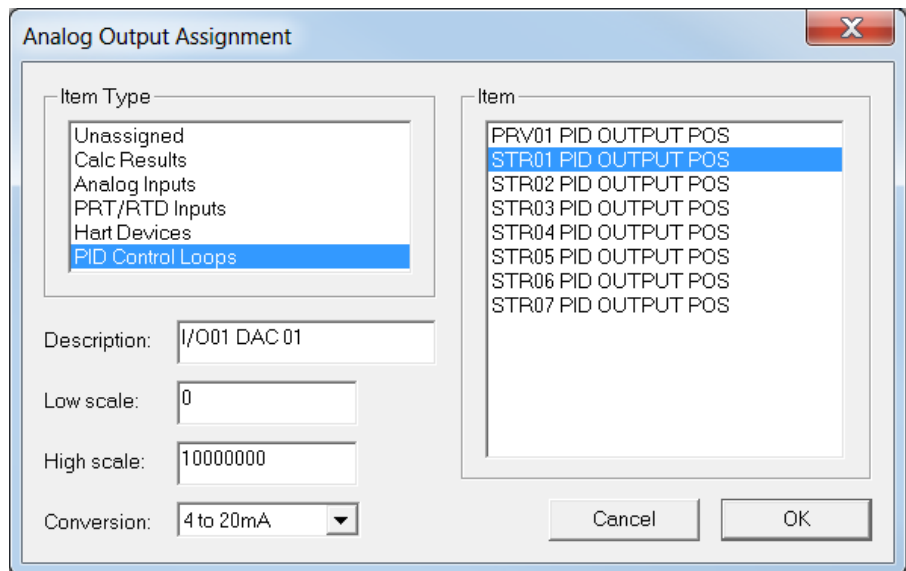 Analog Output Assignment
X
Item Type
Unassigned
Calc Results
Analog Inputs
PRT/RTD Inputs
Hart Devices
PID Control Loops
Item
PRV01 PID OUTPUT POS
STR01 PID OUTPUT POS
STR02 PID OUTPUT POS
STR03 PID OUTPUT POS
STR04 PID OUTPUT POS
STR05 PID OUTPUT POS
STR06 PID OUTPUT POS
STR07 PID OUTPUT POS
Description: I/O01 DAC 01
Low scale: 0
High scale: 10000000
Conversion: 4 to 20mA
Cancel OK